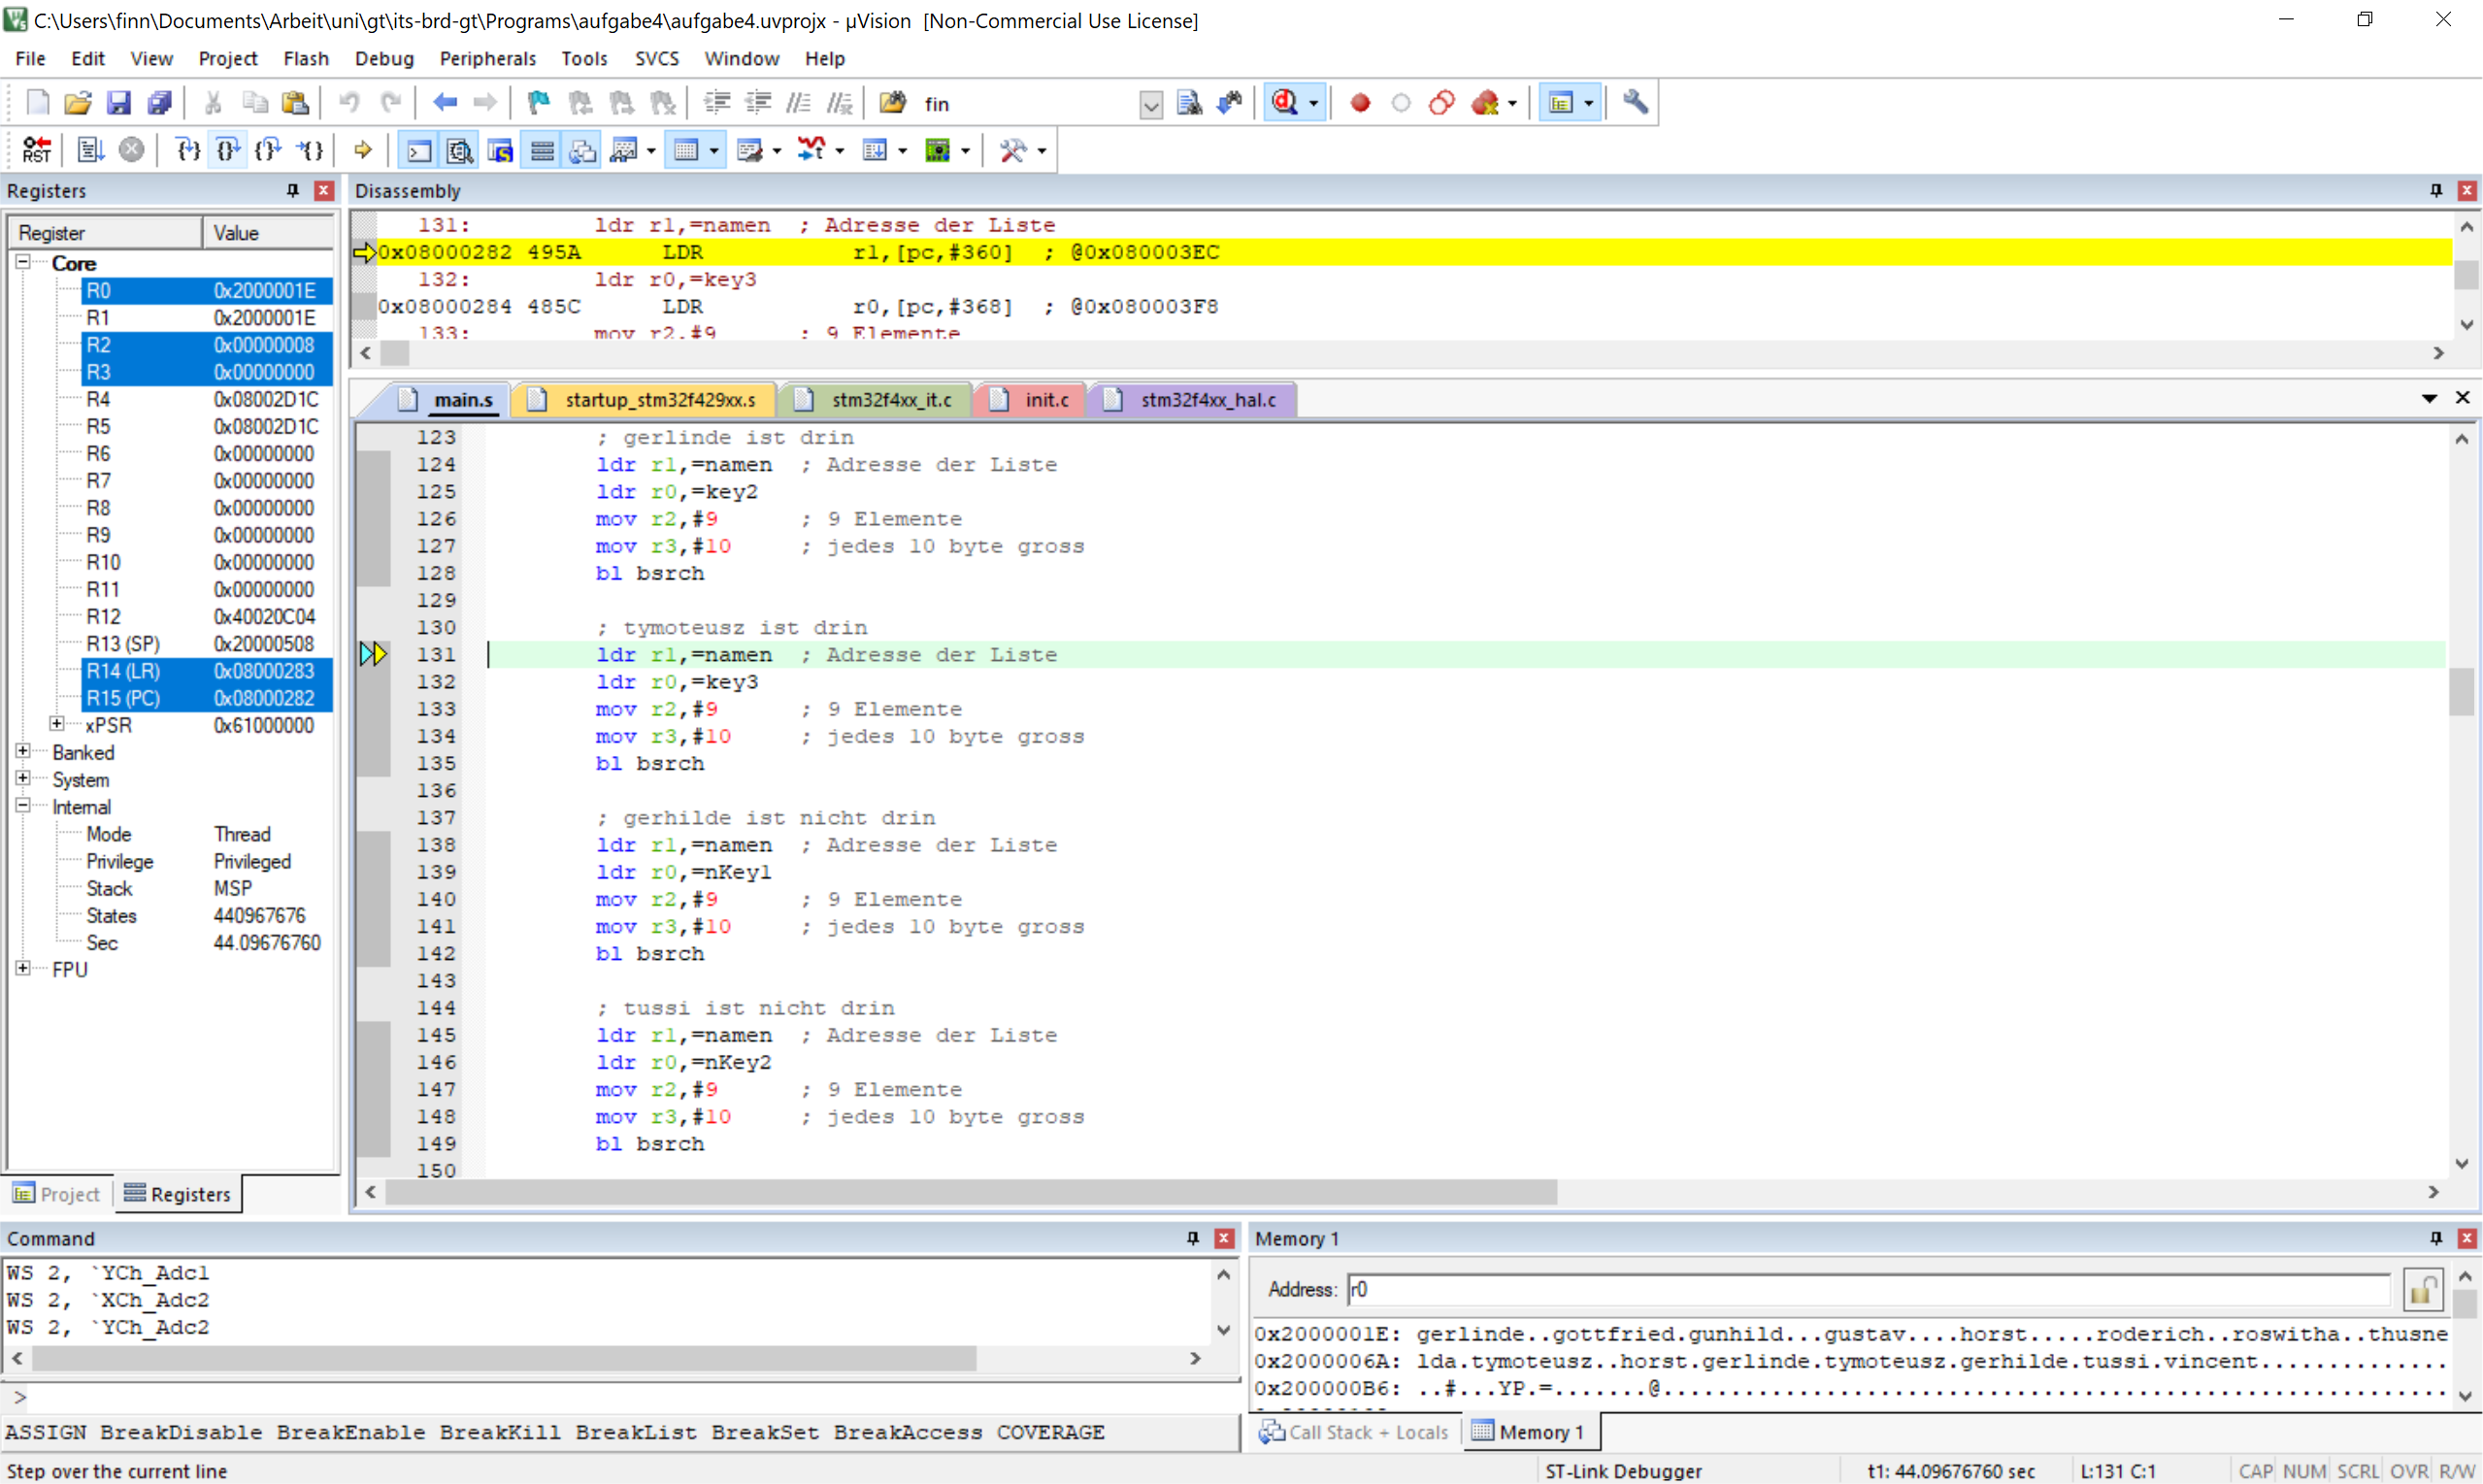 C:\Users\finn\Documents\Arbeit\uni\gt\its-brd-gt\Programs\aufgabe4\aufgabe4.uvprojx - µVision [Non-Commercial Use License]
File Edit View Project Flash Debug Peripherals Tools SVCS Window Help
fin
RST
Registers
Register Value
Core
R0 0x2000001E
R1 0x2000001E
R2 0x00000008
R3 0x00000000
R4 0x08002D1C
R5 0x08002D1C
R6 0x00000000
R7 0x00000000
R8 0x00000000
R9 0x00000000
R10 0x00000000
R11 0x00000000
R12 0x40020C04
R13 (SP) 0x20000508
R14 (LR) 0x08000283
R15 (PC) 0x08000282
xPSR 0x61000000
Banked
System
Internal
Mode Thread
Privilege Privileged
Stack MSP
States 440967676
Sec 44.09676760
FPU
Project Registers
Disassembly
131: ldr r1,=namen ; Adresse der Liste
0x08000282 495A LDR r1,[pc,#360] ; @0x080003EC
132: ldr r0,=key3
0x08000284 485C LDR r0,[pc,#368] ; @0x080003F8
133: mov r2,#9 ; 9 Elemente
main.s startup_stm32f429xx.s stm32f4xx_it.c init.c stm32f4xx_hal.c
123 ; gerlinde ist drin
124 ldr r1,=namen ; Adresse der Liste
125 ldr r0,=key2
126 mov r2,#9 ; 9 Elemente
127 mov r3,#10 ; jedes 10 byte gross
128 bl bsrch
129
130 ; tymoteusz ist drin
131 ldr r1,=namen ; Adresse der Liste
132 ldr r0,=key3
133 mov r2,#9 ; 9 Elemente
134 mov r3,#10 ; jedes 10 byte gross
135 bl bsrch
136
137 ; gerhilde ist nicht drin
138 ldr r1,=namen ; Adresse der Liste
139 ldr r0,=nKey1
140 mov r2,#9 ; 9 Elemente
141 mov r3,#10 ; jedes 10 byte gross
142 bl bsrch
143
144 ; tussi ist nicht drin
145 ldr r1,=namen ; Adresse der Liste
146 ldr r0,=nKey2
147 mov r2,#9 ; 9 Elemente
148 mov r3,#10 ; jedes 10 byte gross
149 bl bsrch
150
Command
WS 2, `YCh_Adc1
WS 2, `XCh_Adc2
WS 2, `YCh_Adc2
>
ASSIGN BreakDisable BreakEnable BreakKill BreakList BreakSet BreakAccess COVERAGE
Memory 1
Address: r0
0x2000001E: gerlinde..gottfried.gunhild...gustav....horst.....roderich..roswitha..thusne
0x2000006A: lda.tymoteusz..horst.gerlinde.tymoteusz.gerhilde.tussi.vincent..............
0x200000B6: ..#...YP.=.......@..........................................................
Call Stack + Locals Memory 1
Step over the current line ST-Link Debugger t1: 44.09676760 sec L:131 C:1 CAP NUM SCRL OVR R/W